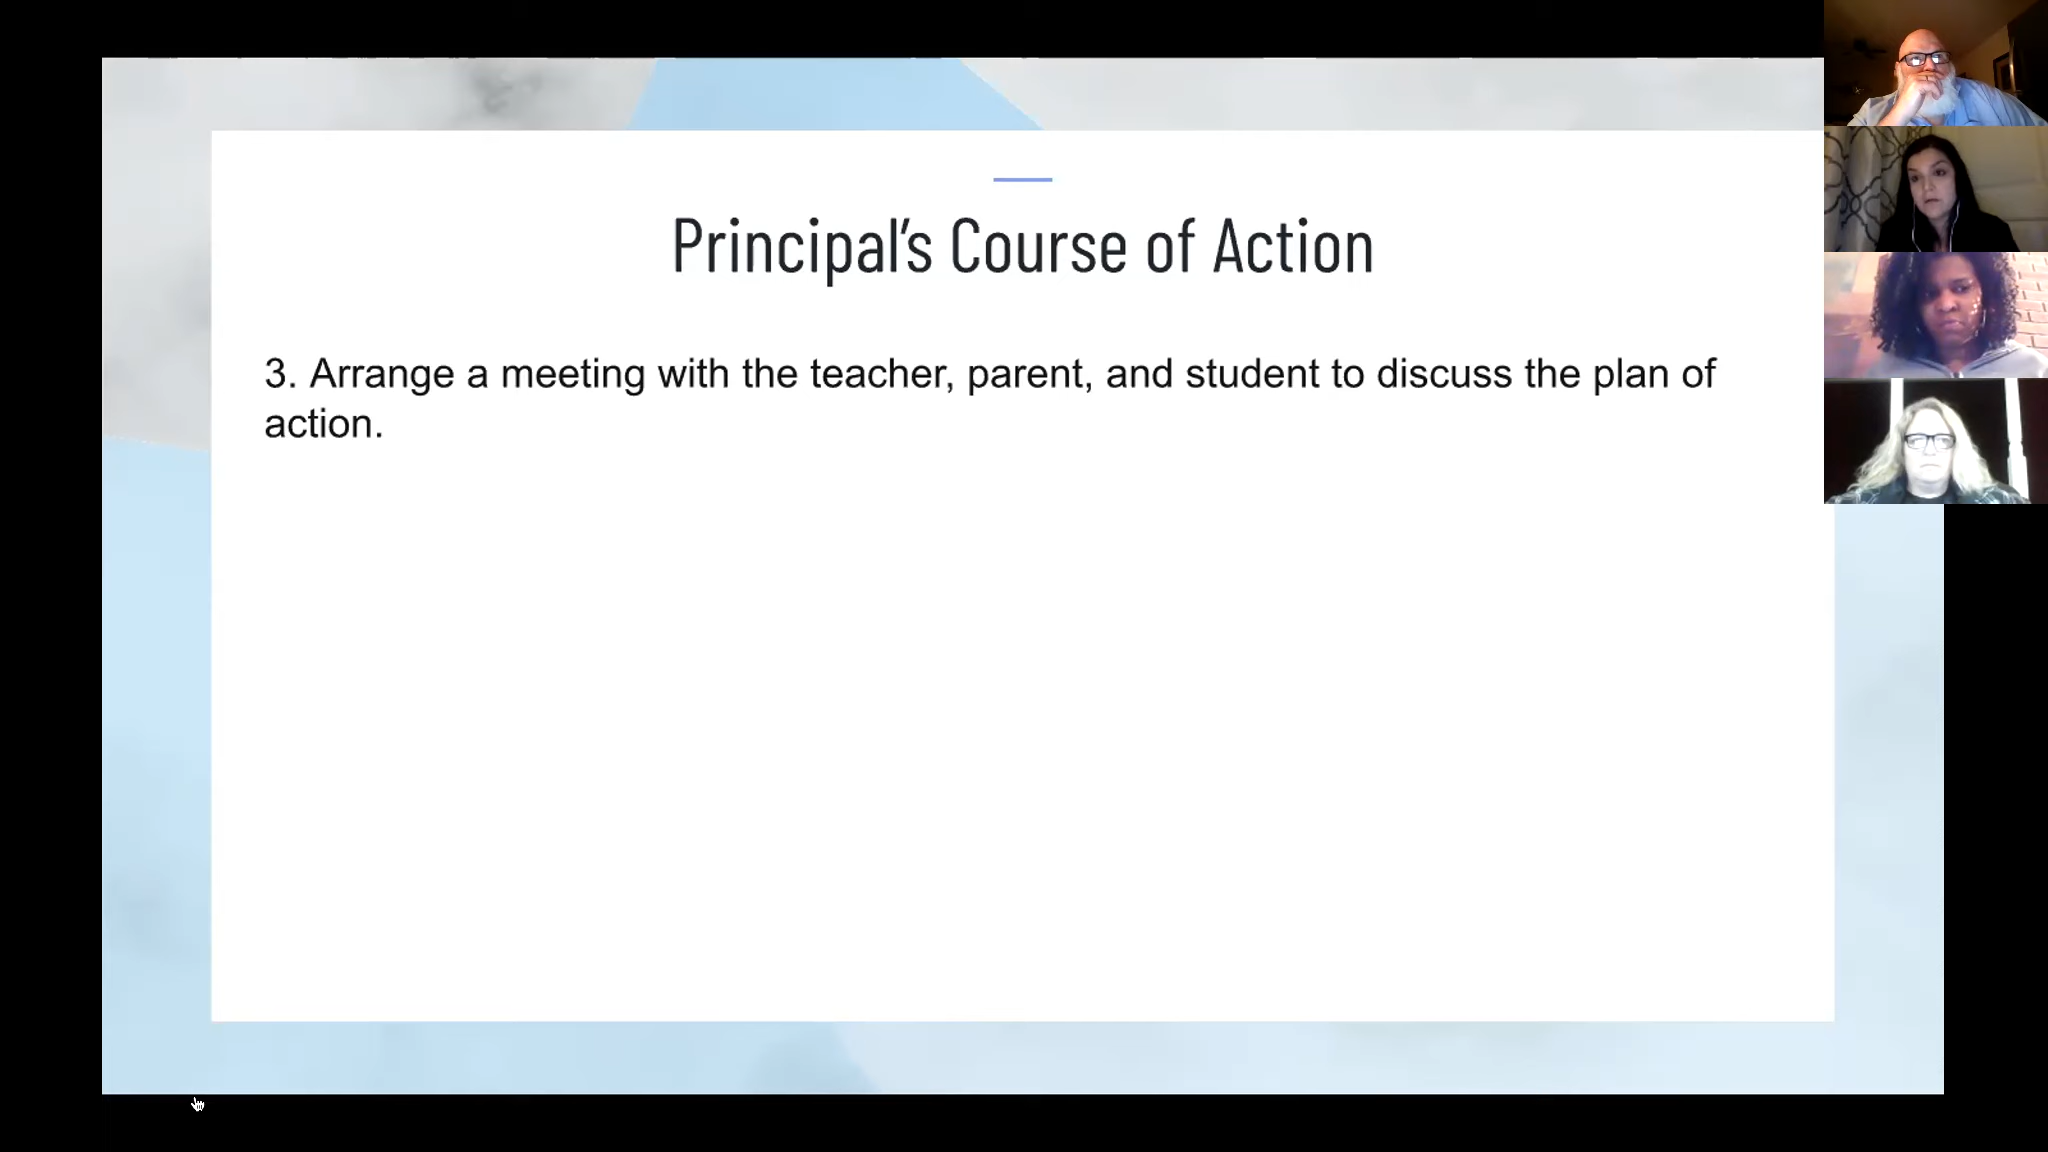 Principal’s Course of Action
3. Arrange a meeting with the teacher, parent, and student to discuss the plan of
action.